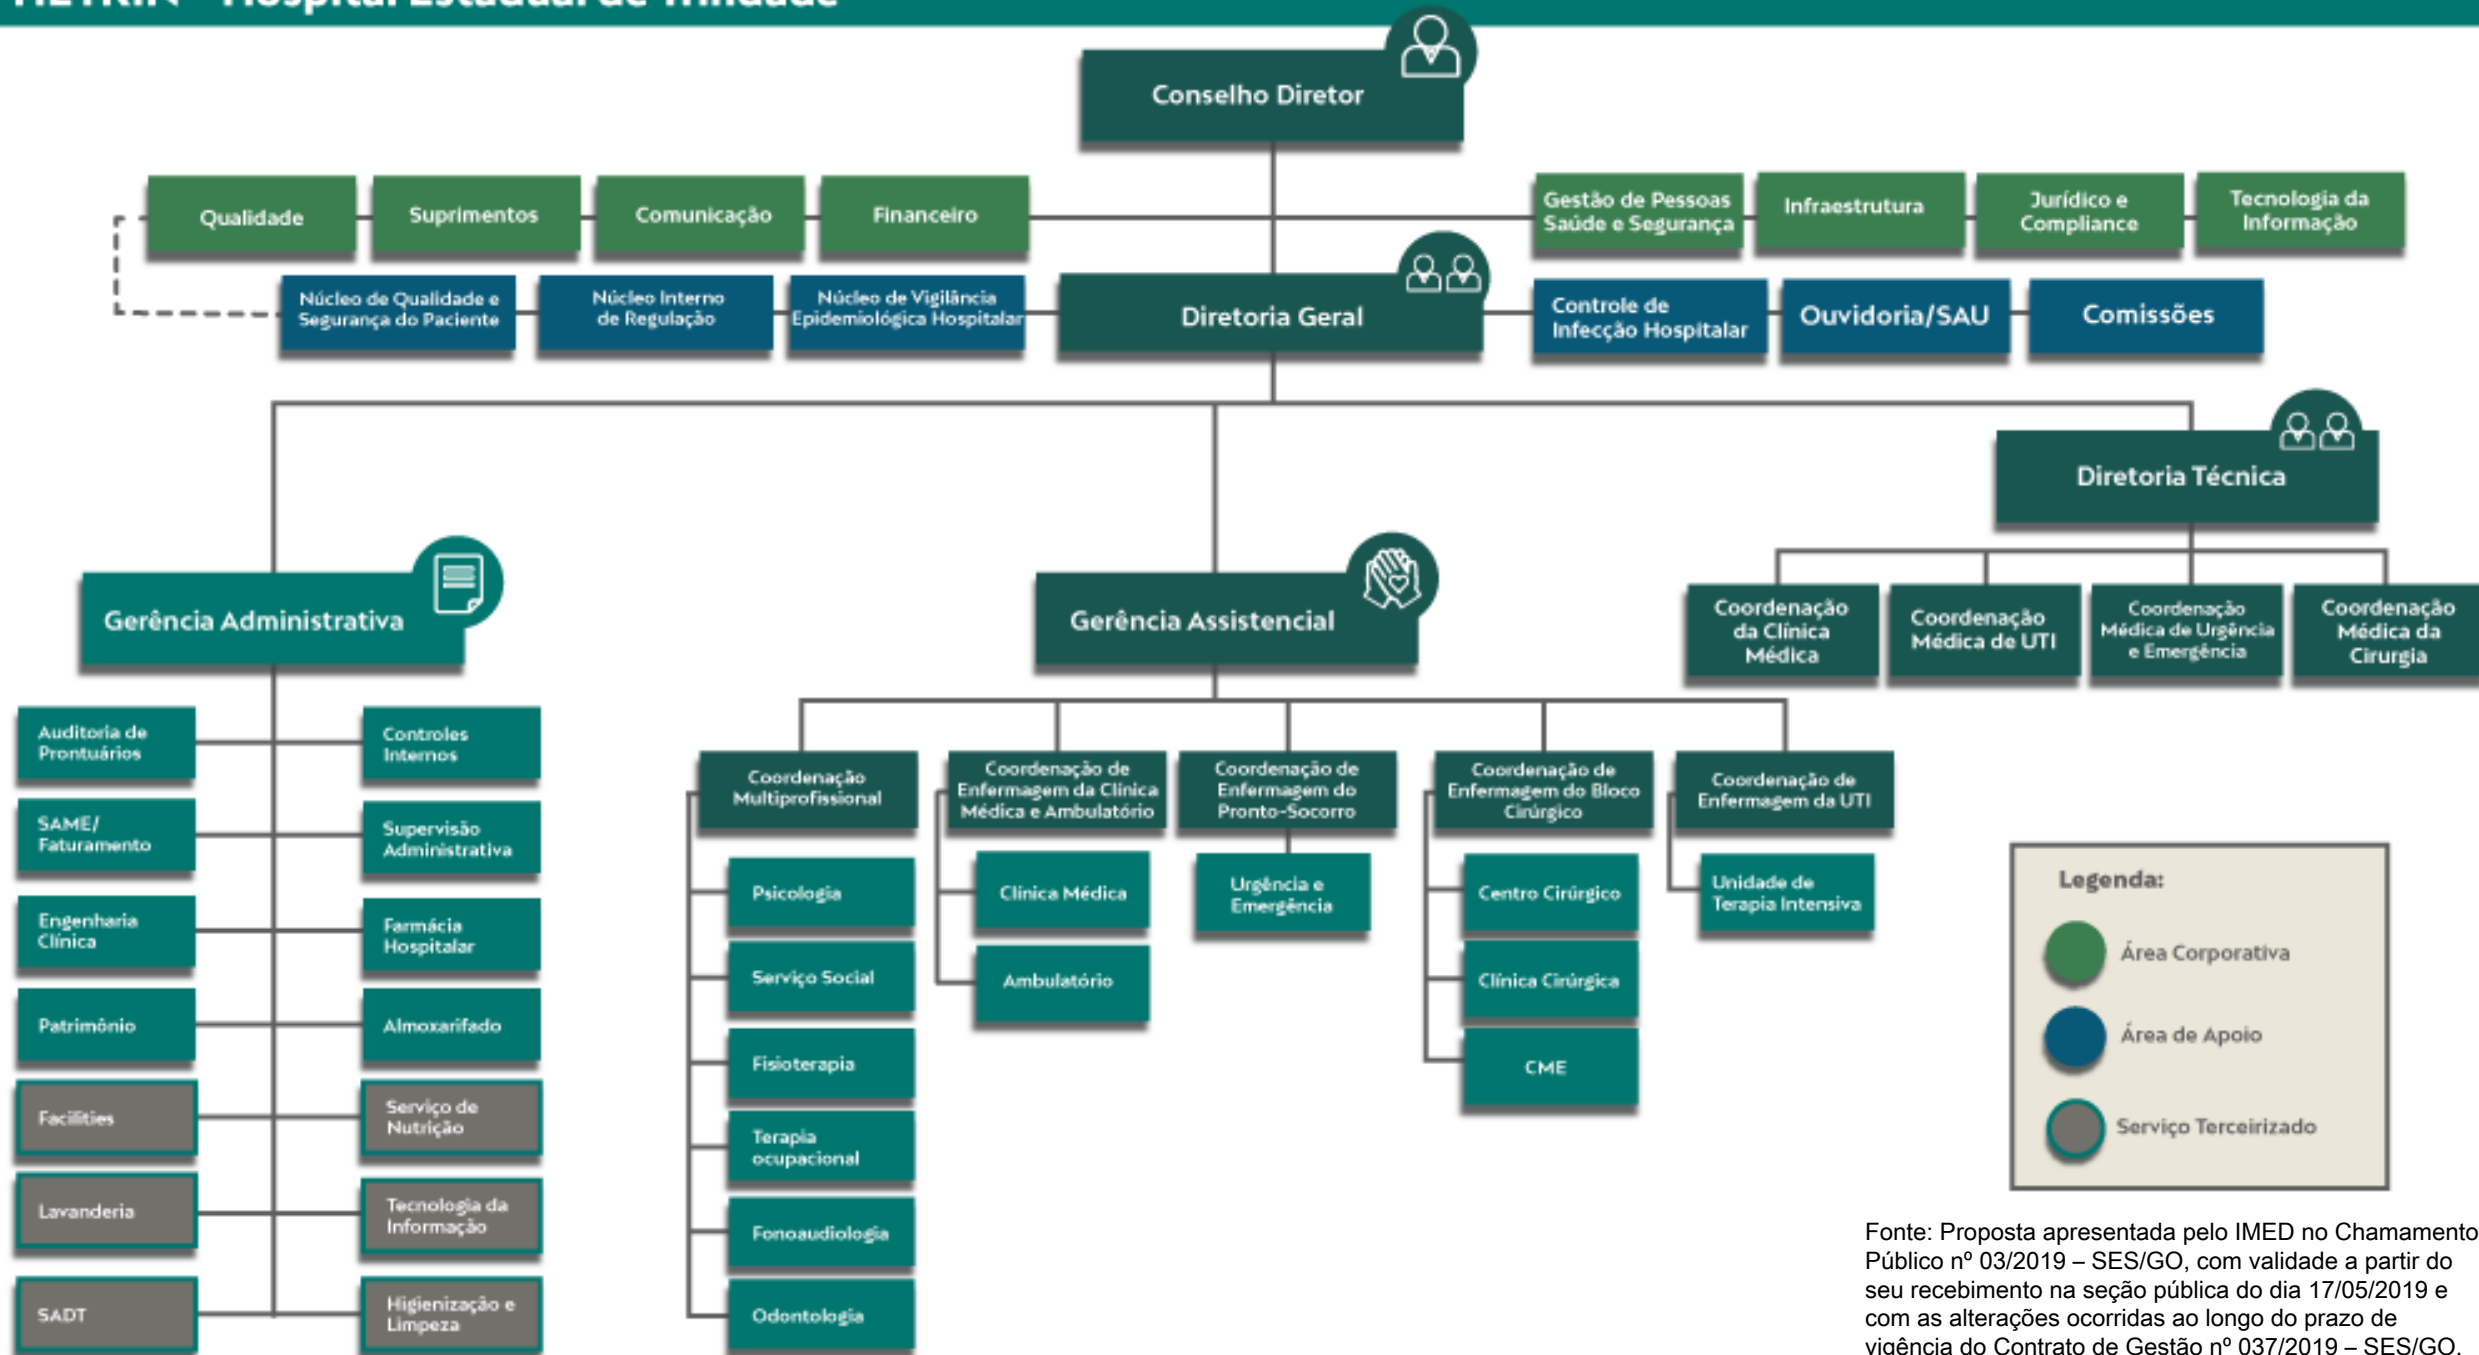 HETRIN - Hospital Estadual de Trindade
Conselho Diretor
Qualidade
Suprimentos
Comunicação
Financeiro
Gestão de Pessoas
Saúde e Segurança
Infraestrutura
Jurídico e
Compliance
Tecnologia da
Informação
Núcleo de Qualidade e
Segurança do Paciente
Núcleo Interno
de Regulação
Núcleo de Vigilância
Epidemiológica Hospitalar
Diretoria Geral
Controle de
Infecção Hospitalar
Ouvidoria/SAU
Comissões
Diretoria Técnica
Coordenação
da Clínica
Médica
Coordenação
Médica de UTI
Coordenação
Médica de Urgência
e Emergência
Coordenação
Médica da
Cirurgia
Gerência Administrativa
Gerência Assistencial
Auditoria de
Prontuários
Controles
Internos
SAME/
Faturamento
Supervisão
Administrativa
Engenharia
Clínica
Farmácia
Hospitalar
Patrimônio
Almoxarifado
Facilities
Serviço de
Nutrição
Lavanderia
Tecnologia da
Informação
SADT
Higienização e
Limpeza
Coordenação
Multiprofissional
Psicologia
Serviço Social
Fisioterapia
Terapia
ocupacional
Fonoaudiologia
Odontologia
Coordenação de
Enfermagem da Clínica
Médica e Ambulatório
Clínica Médica
Ambulatório
Coordenação de
Enfermagem do
Pronto-Socorro
Urgência e
Emergência
Coordenação de
Enfermagem do Bloco
Cirúrgico
Centro Cirúrgico
Clínica Cirúrgica
CME
Coordenação de
Enfermagem da UTI
Unidade de
Terapia Intensiva
Legenda:
Área Corporativa
Área de Apoio
Serviço Terceirizado
Fonte: Proposta apresentada pelo IMED no Chamamento
Público nº 03/2019 – SES/GO, com validade a partir do
seu recebimento na seção pública do dia 17/05/2019 e
com as alterações ocorridas ao longo do prazo de
vigência do Contrato de Gestão nº 037/2019 – SES/GO.